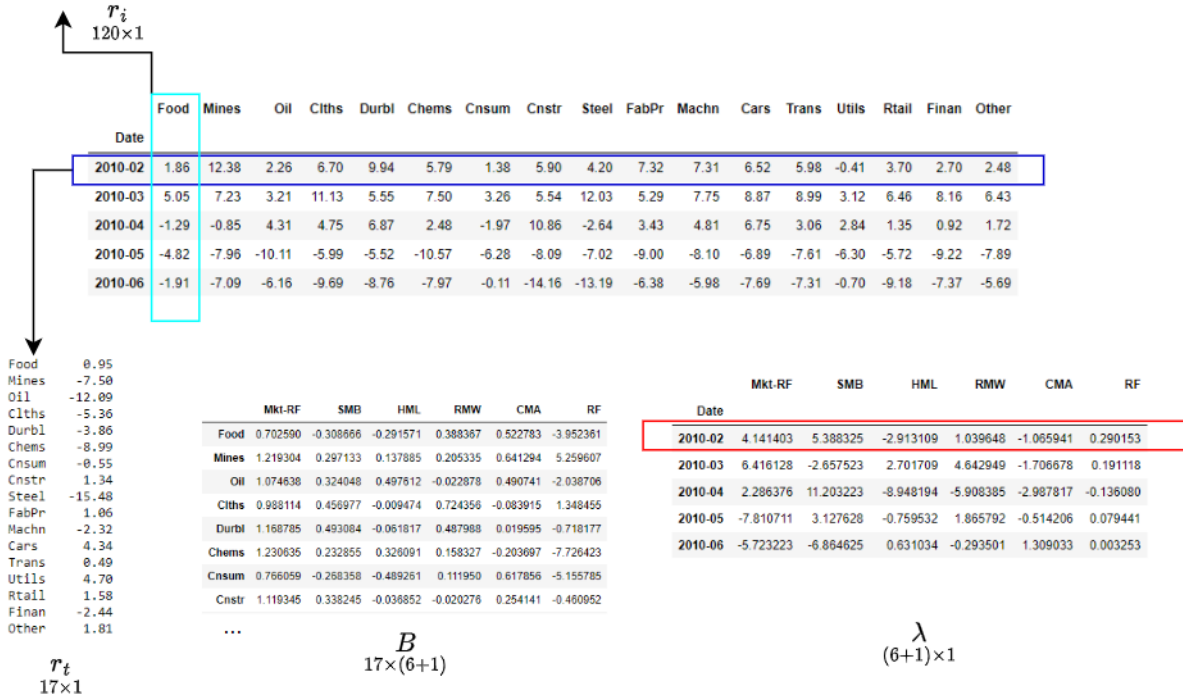 r_i
120×1
Food Mines Oil Clths Durbl Chems Cnsum Cnstr Steel FabPr Machn Cars Trans Utils Rtail Finan Other
Date
2010-02 1.86 12.38 2.26 6.70 9.94 5.79 1.38 5.90 4.20 7.32 7.31 6.52 5.98 -0.41 3.70 2.70 2.48
2010-03 5.05 7.23 3.21 11.13 5.55 7.50 3.26 5.54 12.03 5.29 7.75 8.87 8.99 3.12 6.46 8.16 6.43
2010-04 -1.29 -0.85 4.31 4.75 6.87 2.48 -1.97 10.86 -2.64 3.43 4.81 6.75 3.06 2.84 1.35 0.92 1.72
2010-05 -4.82 -7.96 -10.11 -5.99 -5.52 -10.57 -6.28 -8.09 -7.02 -9.00 -8.10 -6.89 -7.61 -6.30 -5.72 -9.22 -7.89
2010-06 -1.91 -7.09 -6.16 -9.69 -8.76 -7.97 -0.11 -14.16 -13.19 -6.38 -5.98 -7.69 -7.31 -0.70 -9.18 -7.37 -5.69
Food 0.95
Mines -7.50
Oil -12.09
Clths -5.36
Durbl -3.86
Chems -8.99
Cnsum -0.55
Cnstr 1.34
Steel -15.48
FabPr 1.06
Machn -2.32
Cars 4.34
Trans 0.49
Utils 4.70
Rtail 1.58
Finan -2.44
Other 1.81
r_t
17×1
Mkt-RF SMB HML RMW CMA RF
Food 0.702590 -0.308666 -0.291571 0.388367 0.522783 -3.952361
Mines 1.219304 0.297133 0.137885 0.205335 0.641294 5.259607
Oil 1.074638 0.324048 0.497612 -0.022878 0.490741 -2.038706
Clths 0.988114 0.456977 -0.009474 0.724356 -0.083915 1.348455
Durbl 1.168785 0.493084 -0.061817 0.487988 0.019595 -0.718177
Chems 1.230635 0.232855 0.326091 0.158327 -0.203697 -7.726423
Cnsum 0.766059 -0.268358 -0.489261 0.111950 0.617856 -5.155785
Cnstr 1.119345 0.338245 -0.036852 -0.020276 0.254141 -0.460952
...
B
17×(6+1)
Mkt-RF SMB HML RMW CMA RF
Date
2010-02 4.141403 5.388325 -2.913109 1.039648 -1.065941 0.290153
2010-03 6.416128 -2.657523 2.701709 4.642949 -1.706678 0.191118
2010-04 2.286376 11.203223 -8.948194 -5.908385 -2.987817 -0.136080
2010-05 -7.810711 3.127628 -0.759532 1.865792 -0.514206 0.079441
2010-06 -5.723223 -6.864625 0.631034 -0.293501 1.309033 0.003253
λ
(6+1)×1